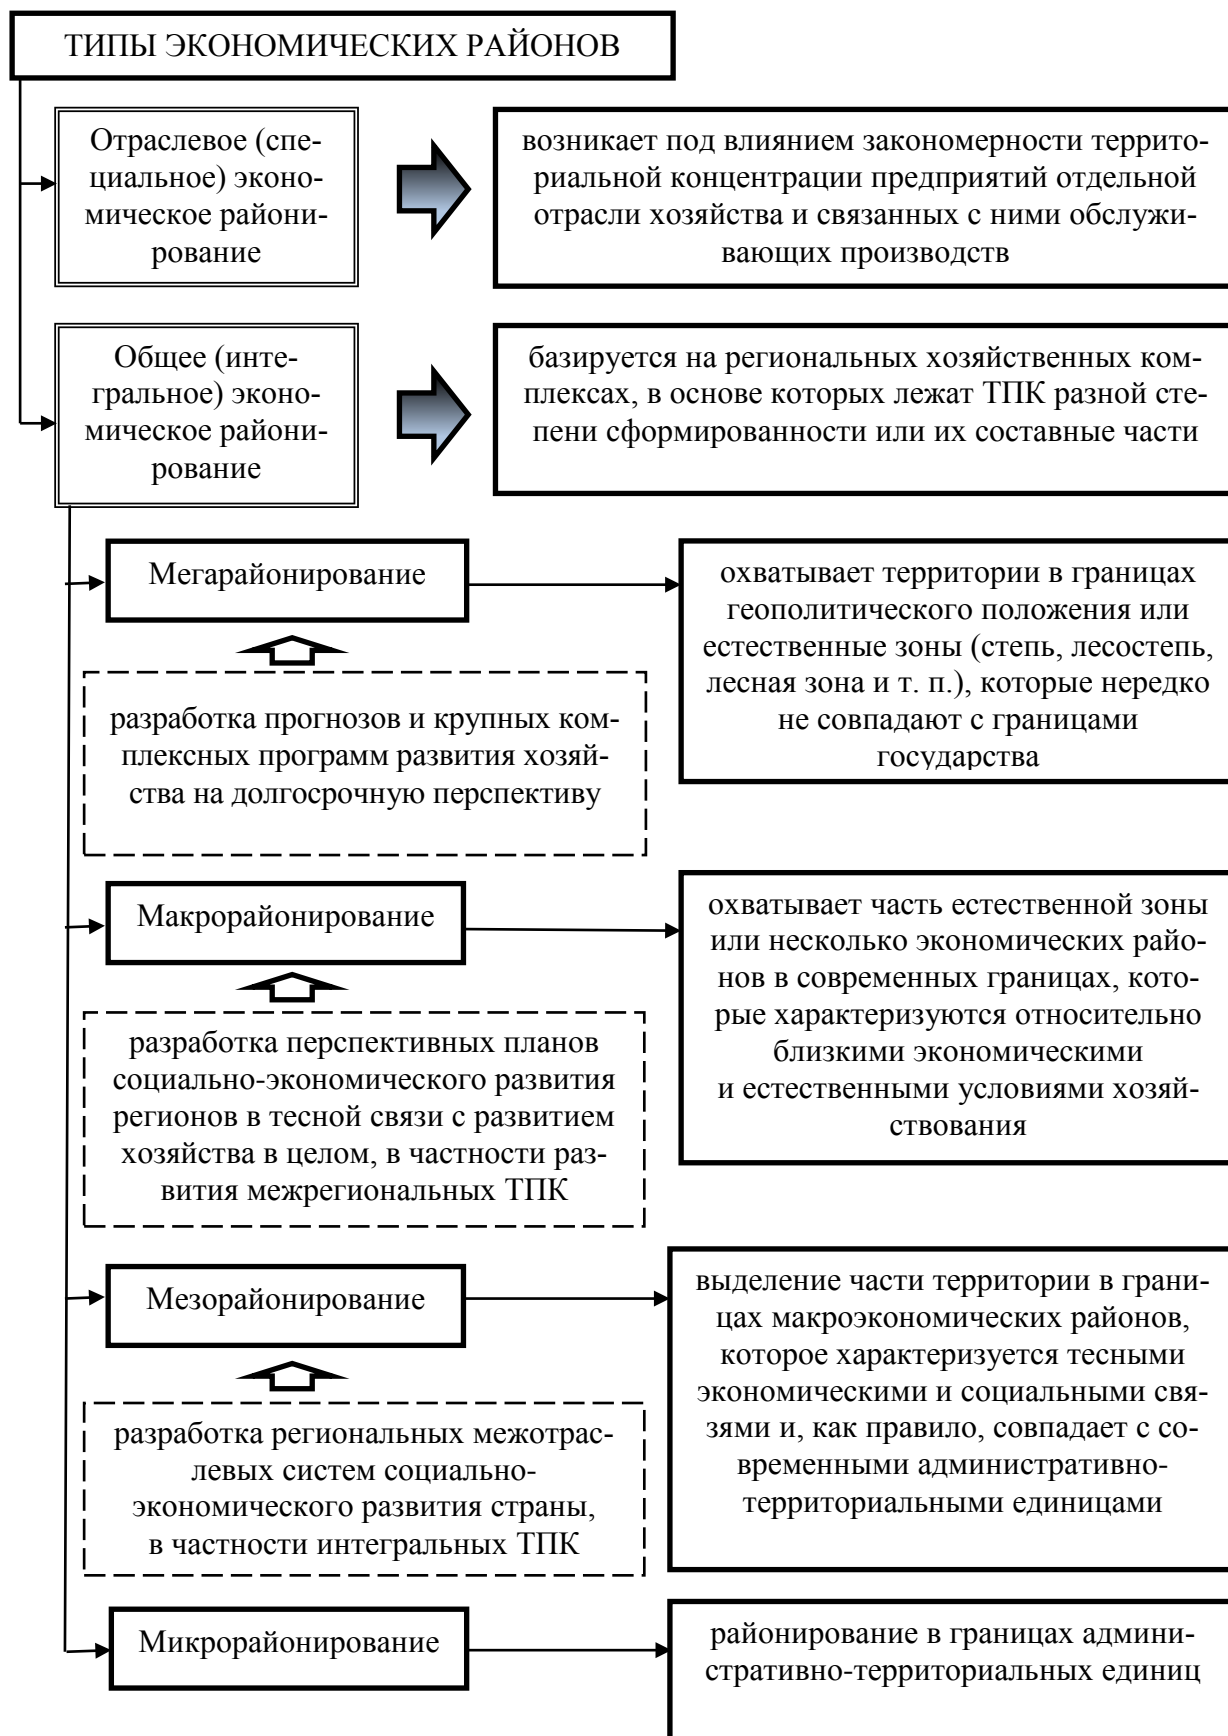 ТИПЫ ЭКОНОМИЧЕСКИХ РАЙОНОВ
Отраслевое (спе-
циальное) эконо-
мическое райони-
рование
возникает под влиянием закономерности террито-
риальной концентрации предприятий отдельной
отрасли хозяйства и связанных с ними обслужи-
вающих производств
Общее (инте-
гральное) эконо-
мическое райони-
рование
базируется на региональных хозяйственных ком-
плексах, в основе которых лежат ТПК разной сте-
пени сформированности или их составные части
Мегарайонирование
охватывает территории в границах
геополитического положения или
естественные зоны (степь, лесостепь,
лесная зона и т. п.), которые нередко
не совпадают с границами
государства
разработка прогнозов и крупных ком-
плексных программ развития хозяй-
ства на долгосрочную перспективу
Макрорайонирование
охватывает часть естественной зоны
или несколько экономических райо-
нов в современных границах, кото-
рые характеризуются относительно
близкими экономическими
и естественными условиями хозяй-
ствования
разработка перспективных планов
социально-экономического развития
регионов в тесной связи с развитием
хозяйства в целом, в частности раз-
вития межрегиональных ТПК
Мезорайонирование
выделение части территории в грани-
цах макроэкономических районов,
которое характеризуется тесными
экономическими и социальными свя-
зями и, как правило, совпадает с со-
временными административно-
территориальными единицами
разработка региональных межотрас-
левых систем социально-
экономического развития страны,
в частности интегральных ТПК
Микрорайонирование
районирование в границах админи-
стративно-территориальных единиц